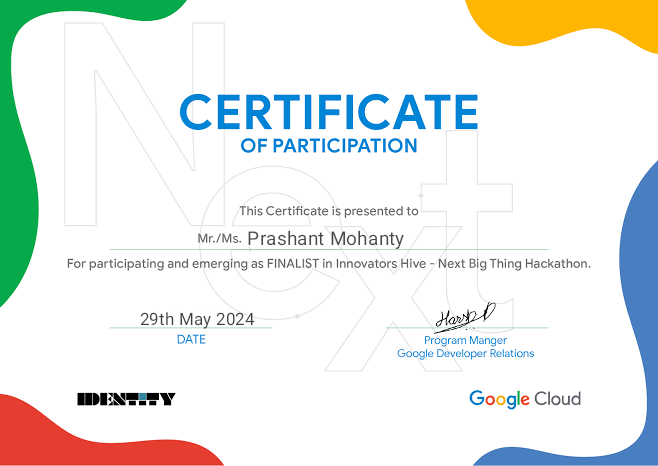 Next
CERTIFICATE
OF PARTICIPATION
This Certificate is presented to
Mr./Ms. Prashant Mohanty
For participating and emerging as FINALIST in Innovators Hive - Next Big Thing Hackathon.
29th May 2024
DATE
Program Manger
Google Developer Relations
IDENTITY
Google Cloud